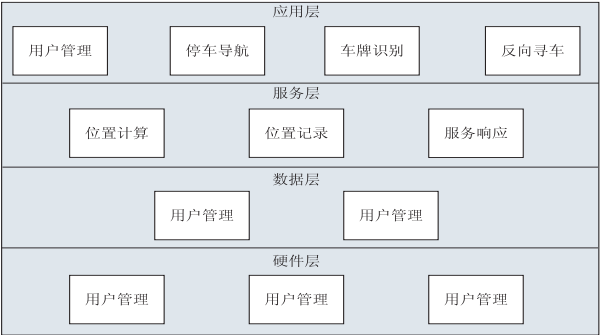 应用层
用户管理 停车导航 车牌识别 反向寻车
服务层
位置计算 位置记录 服务响应
数据层
用户管理 用户管理
硬件层
用户管理 用户管理 用户管理